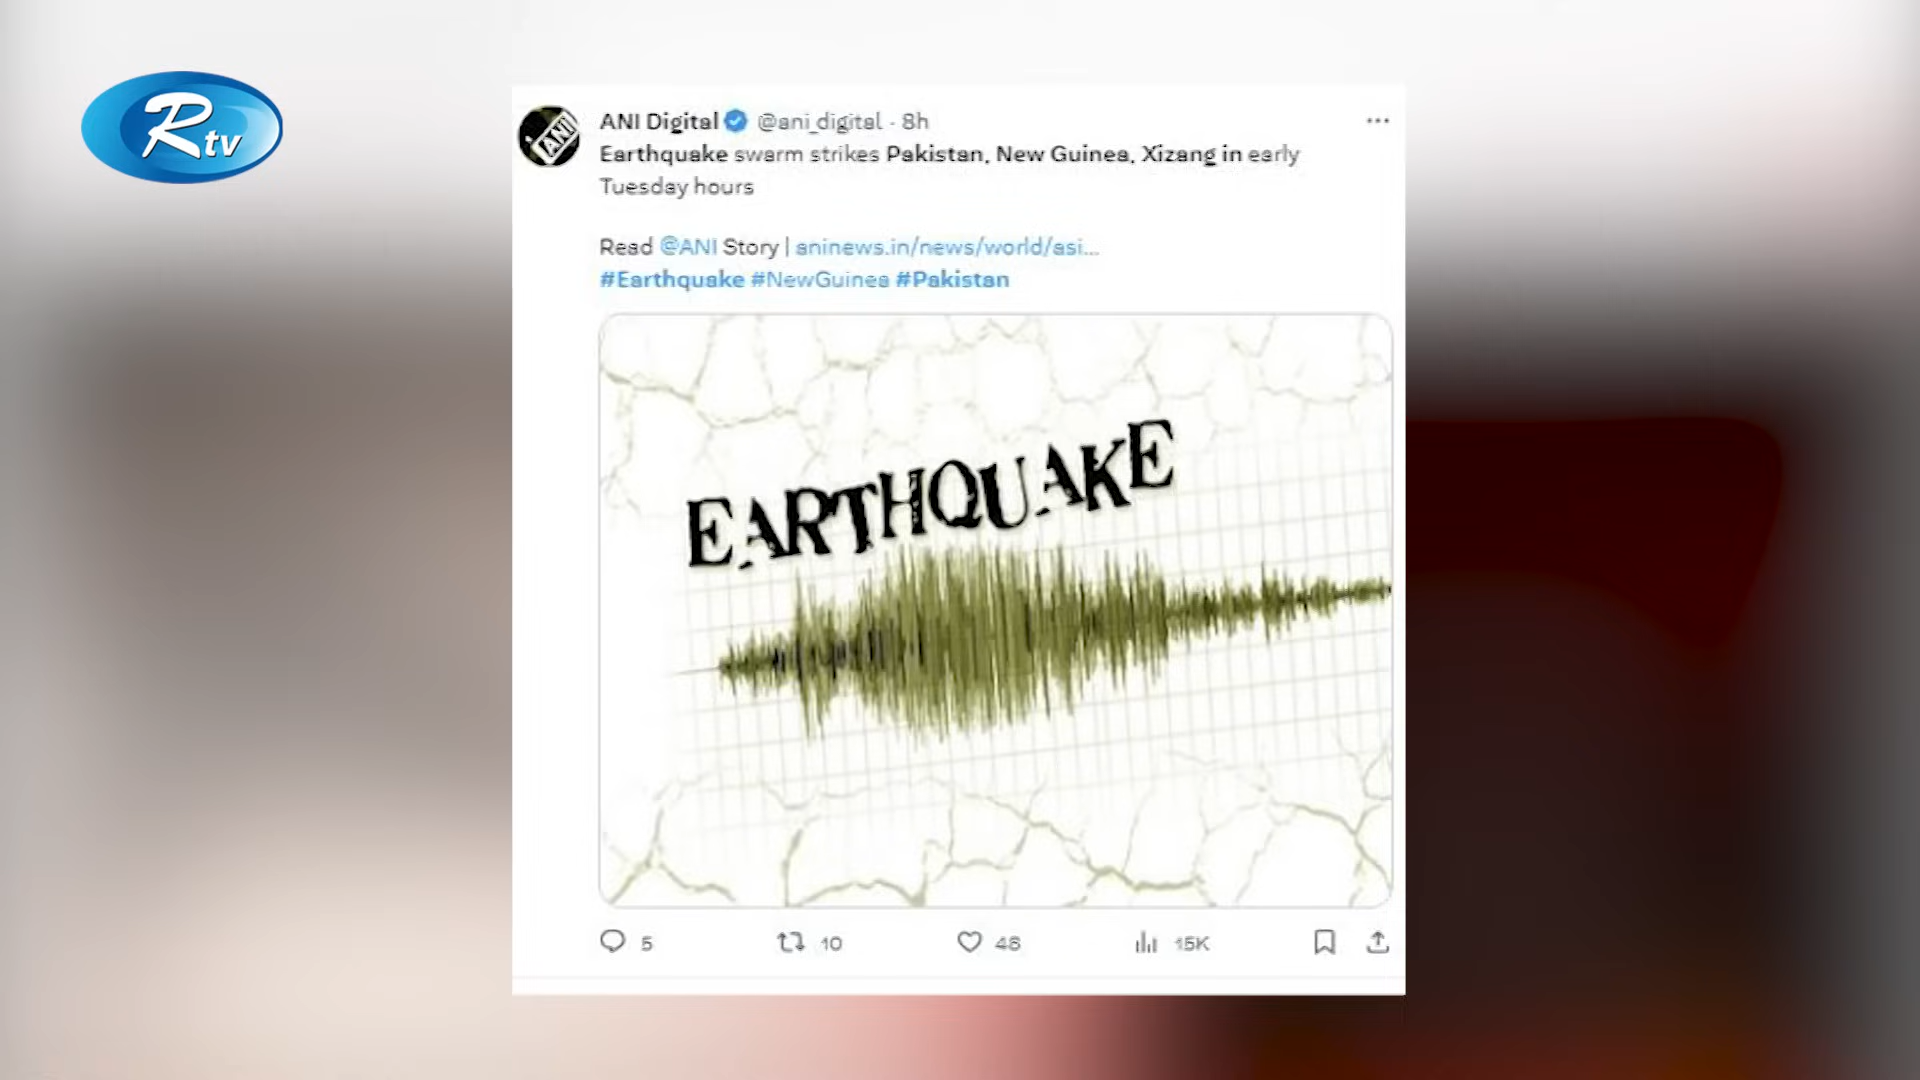 Rtv
ANI
ANI Digital @ani_digital · 8h
Earthquake swarm strikes Pakistan, New Guinea, Xizang in early
Tuesday hours
Read @ANI Story | aninews.in/news/world/asi...
#Earthquake #NewGuinea #Pakistan
EARTHQUAKE
5 10 48 15K